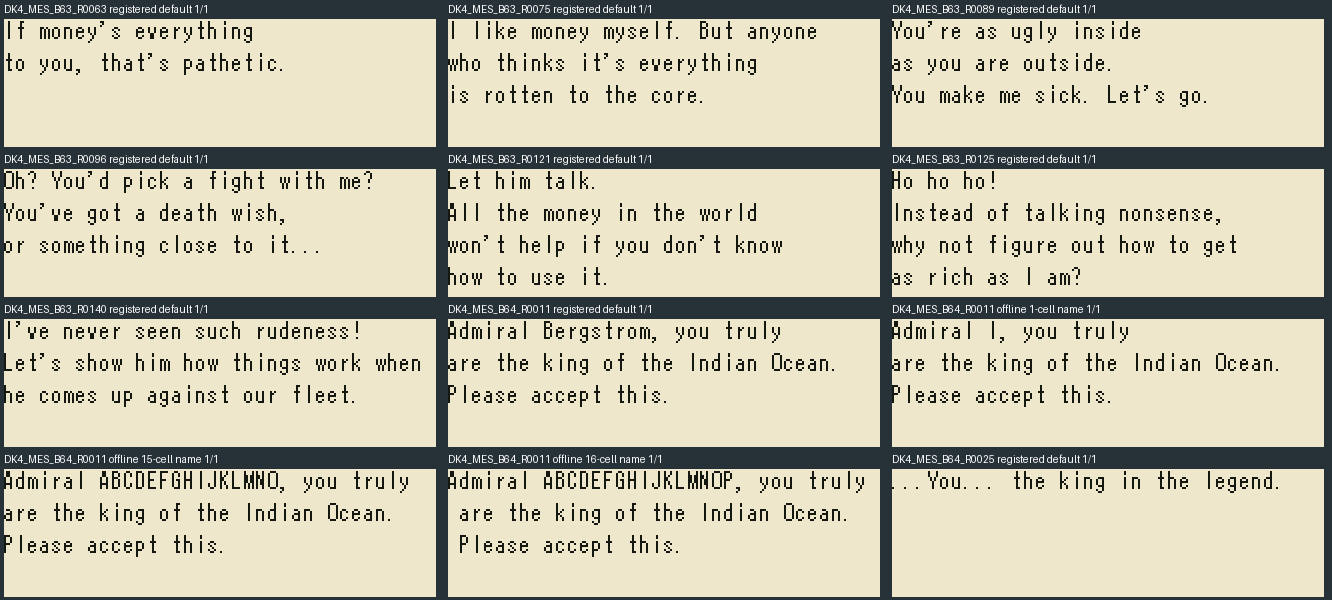 DK4_MES_B63_R0063 registered default 1/1
If money's everything
to you, that's pathetic.
DK4_MES_B63_R0075 registered default 1/1
I like money myself. But anyone
who thinks it's everything
is rotten to the core.
DK4_MES_B63_R0089 registered default 1/1
You're as ugly inside
as you are outside.
You make me sick. Let's go.
DK4_MES_B63_R0096 registered default 1/1
Oh? You'd pick a fight with me?
You've got a death wish,
or something close to it...
DK4_MES_B63_R0121 registered default 1/1
Let him talk.
All the money in the world
won't help if you don't know
how to use it.
DK4_MES_B63_R0125 registered default 1/1
Ho ho ho!
Instead of talking nonsense,
why not figure out how to get
as rich as I am?
DK4_MES_B63_R0140 registered default 1/1
I've never seen such rudeness!
Let's show him how things work when
he comes up against our fleet.
DK4_MES_B64_R0011 registered default 1/1
Admiral Bergstrom, you truly
are the king of the Indian Ocean.
Please accept this.
DK4_MES_B64_R0011 offline 1-cell name 1/1
Admiral I, you truly
are the king of the Indian Ocean.
Please accept this.
DK4_MES_B64_R0011 offline 15-cell name 1/1
Admiral ABCDEFGHIJKLMNO, you truly
are the king of the Indian Ocean.
Please accept this.
DK4_MES_B64_R0011 offline 16-cell name 1/1
Admiral ABCDEFGHIJKLMNOP, you truly
are the king of the Indian Ocean.
Please accept this.
DK4_MES_B64_R0025 registered default 1/1
...You... the king in the legend.